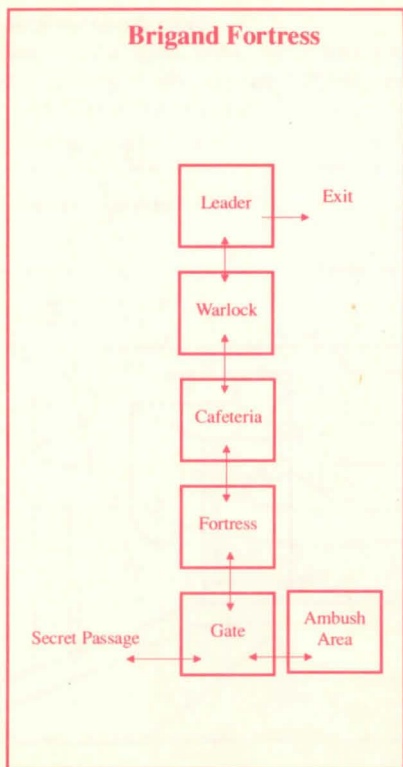 Brigand Fortress
Leader
Exit
Warlock
Cafeteria
Fortress
Secret Passage
Gate
Ambush
Area